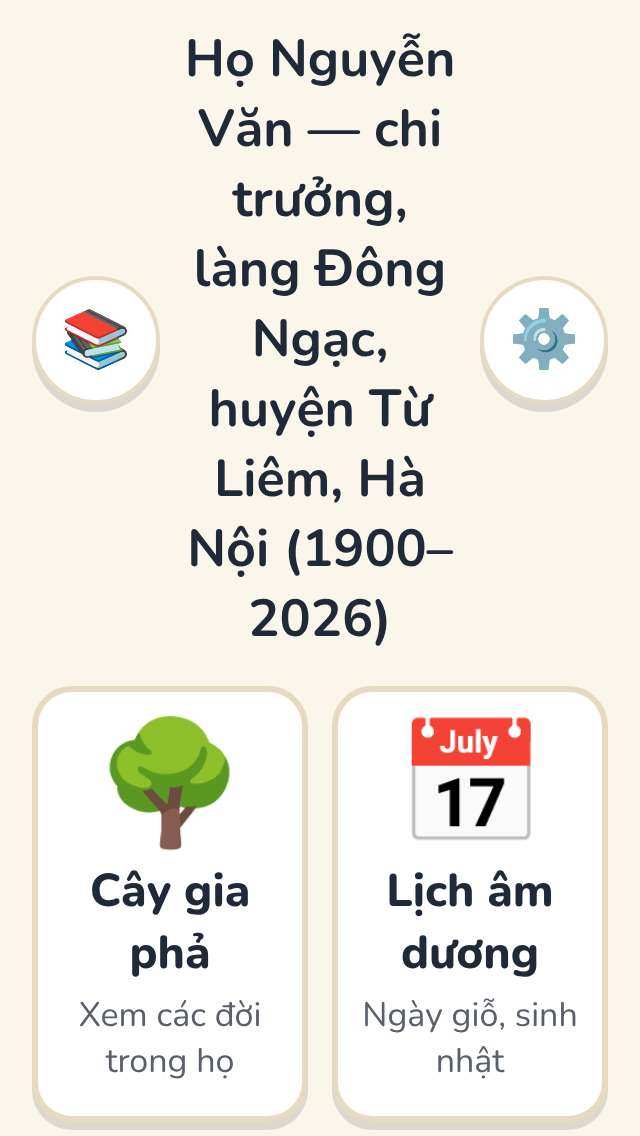 Họ Nguyễn
Văn — chi
trưởng,
làng Đông
Ngạc,
huyện Từ
Liêm, Hà
Nội (1900–
2026)
July
17
Cây gia
phả
Xem các đời
trong họ
Lịch âm
dương
Ngày giỗ, sinh
nhật